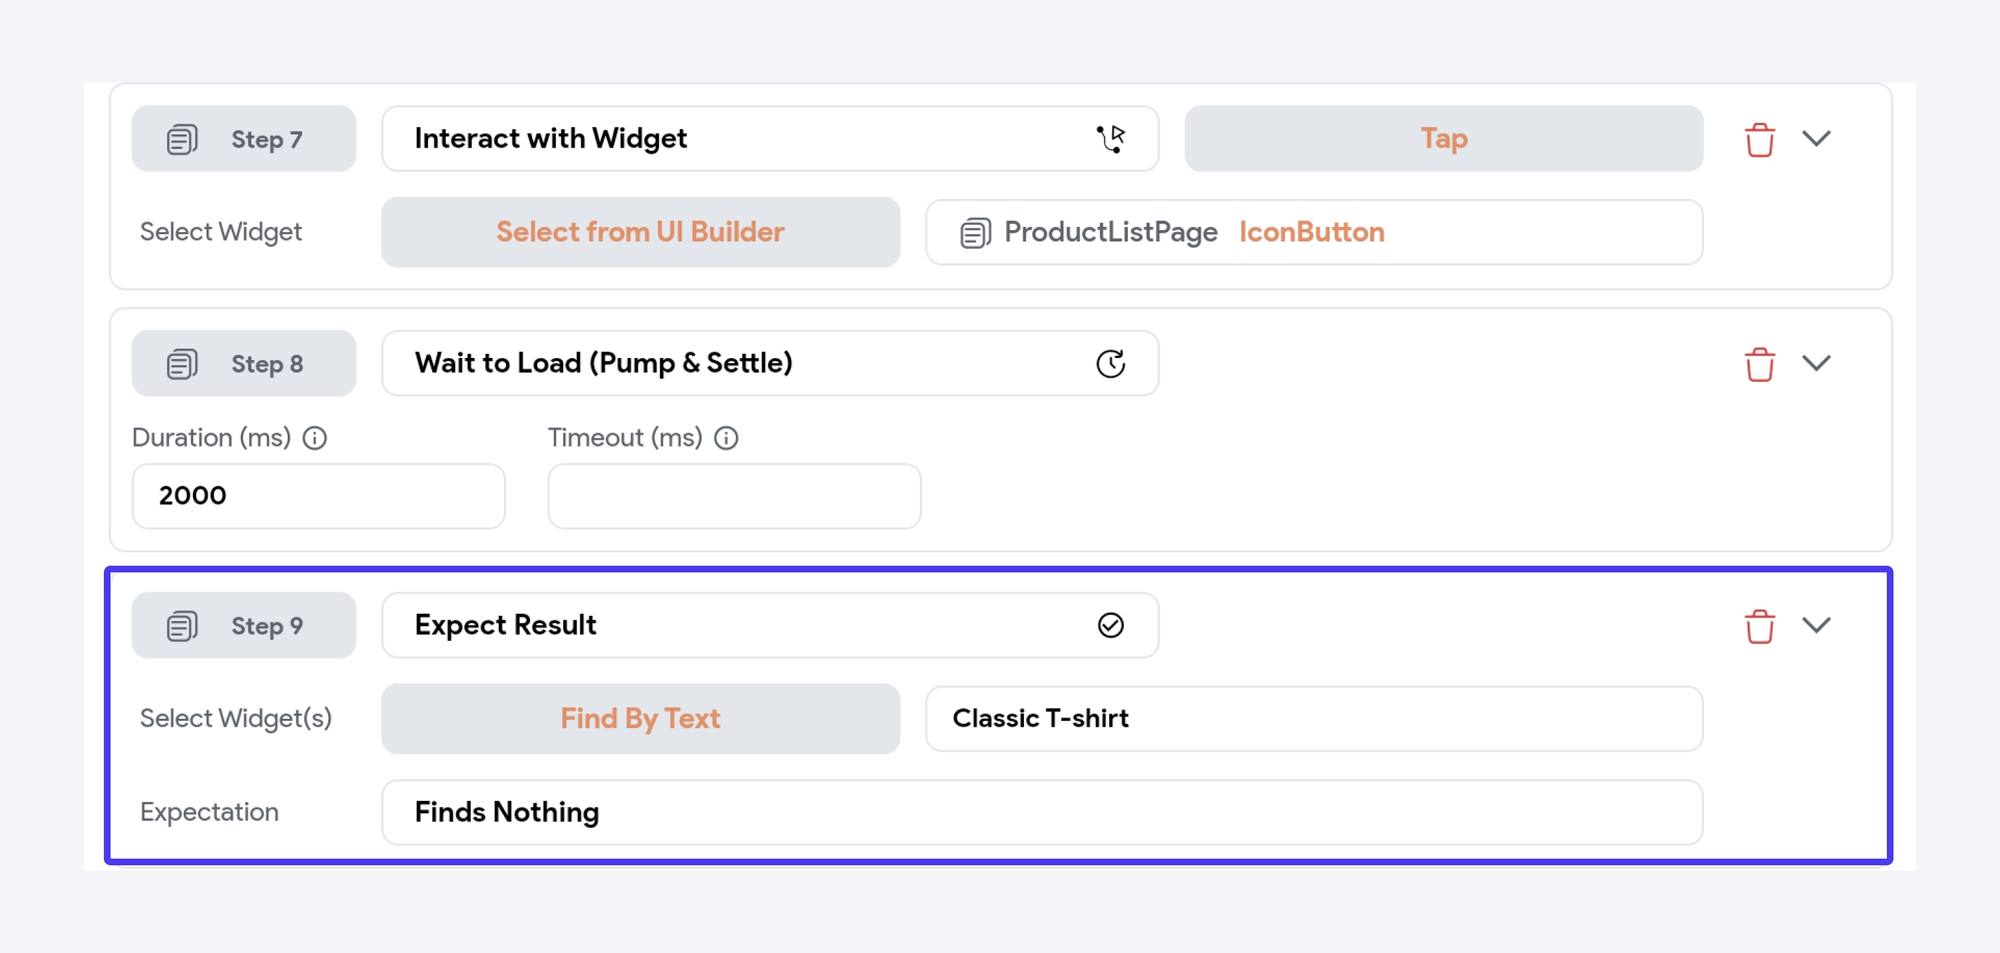 Step 7
Interact with Widget
Tap
Select Widget
Select from UI Builder
ProductListPage IconButton
Step 8
Wait to Load (Pump & Settle)
Duration (ms)
Timeout (ms)
2000
Step 9
Expect Result
Select Widget(s)
Find By Text
Classic T-shirt
Expectation
Finds Nothing